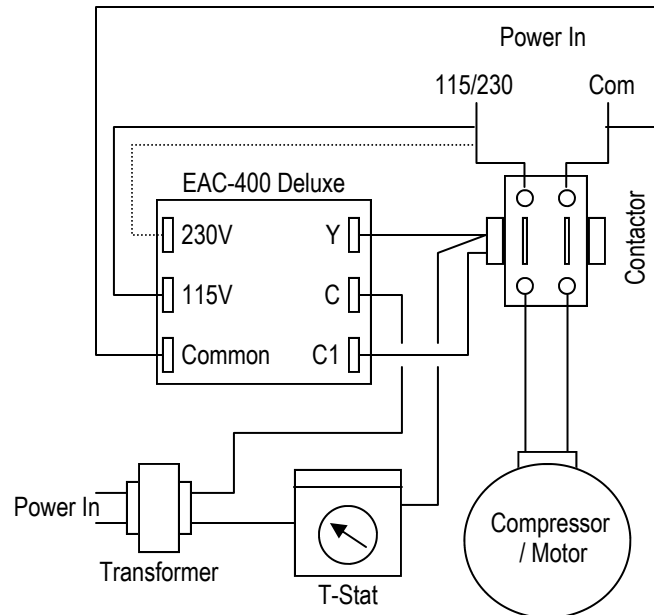 Power In
115/230
Com
EAC-400 Deluxe
230V
Y
115V
C
Common
C1
Contactor
Power In
Transformer
T-Stat
Compressor
/ Motor